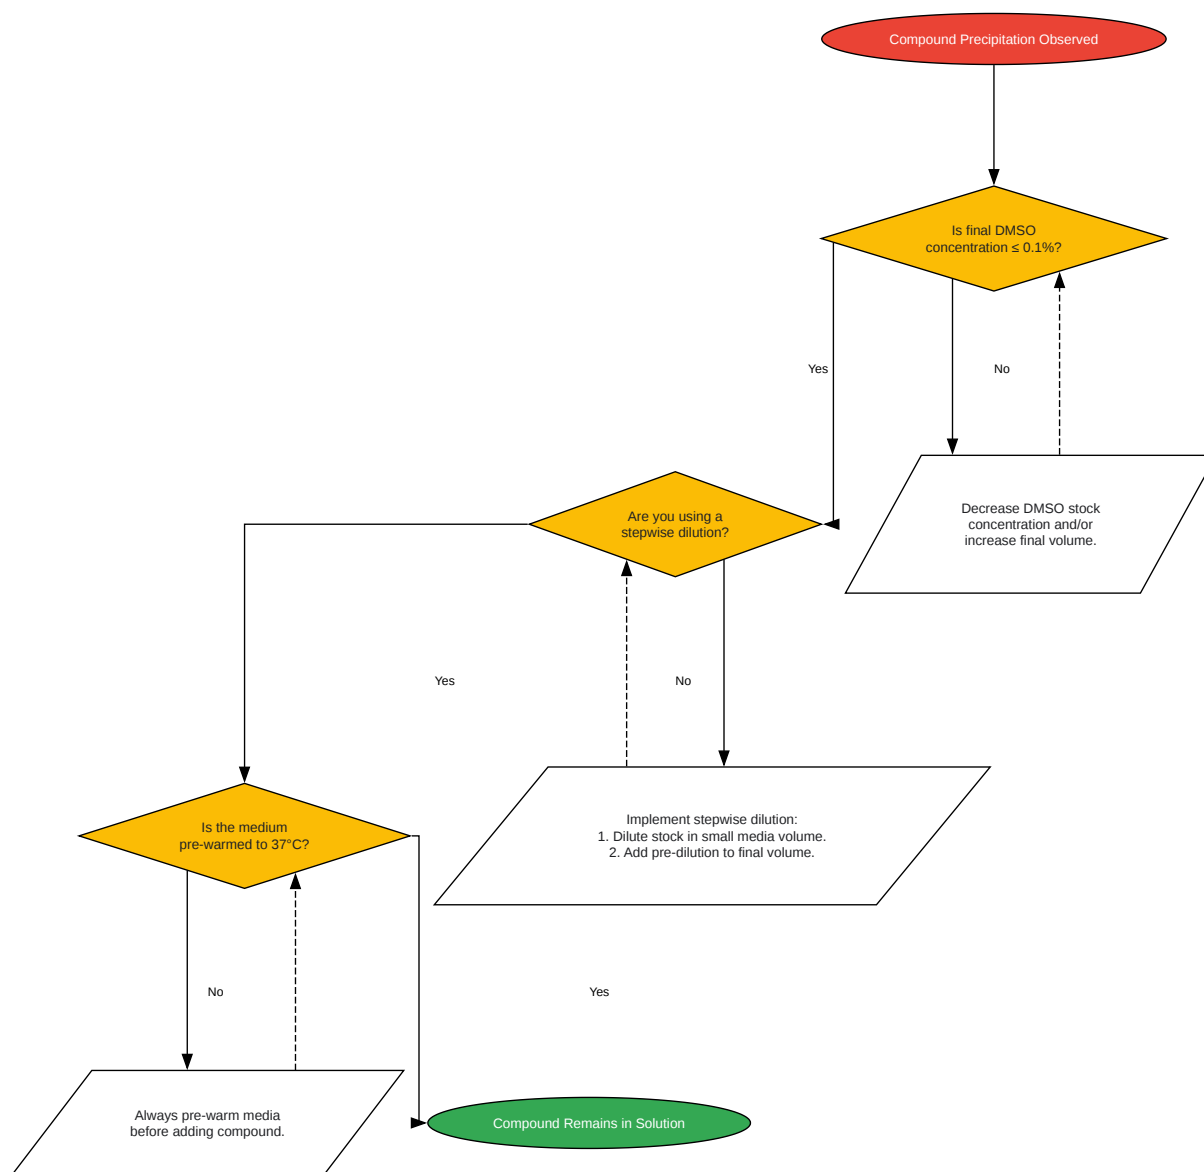 Compound Precipitation Observed
Is final DMSO
concentration ≤ 0.1%?
Yes
No
Decrease DMSO stock
concentration and/or
increase final volume.
Are you using a
stepwise dilution?
Yes
No
Implement stepwise dilution:
1. Dilute stock in small media volume.
2. Add pre-dilution to final volume.
Is the medium
pre-warmed to 37°C?
No
Yes
Always pre-warm media
before adding compound.
Compound Remains in Solution